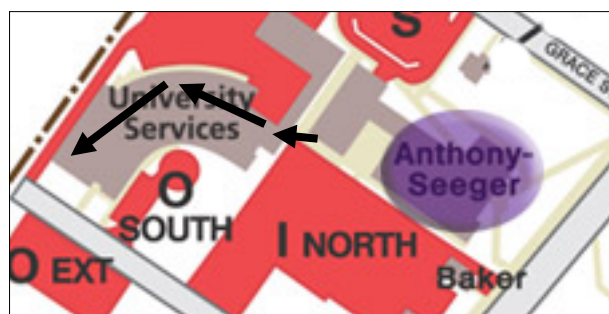 S
GRACE S
University
Services
Anthony-
Seeger
O
SOUTH
I NORTH
O EXT
Baker